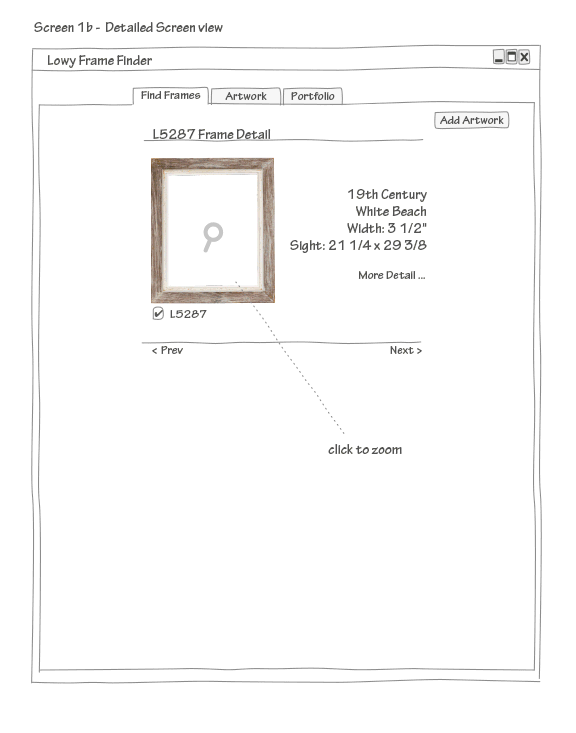 Screen 1b - Detailed Screen view
Lowy Frame Finder
Find Frames
Artwork
Portfolio
Add Artwork
L5287 Frame Detail
19th Century
White Beach
Width: 3 1/2"
Sight: 21 1/4 x 29 3/8
More Detail ...
L5287
< Prev
Next >
click to zoom